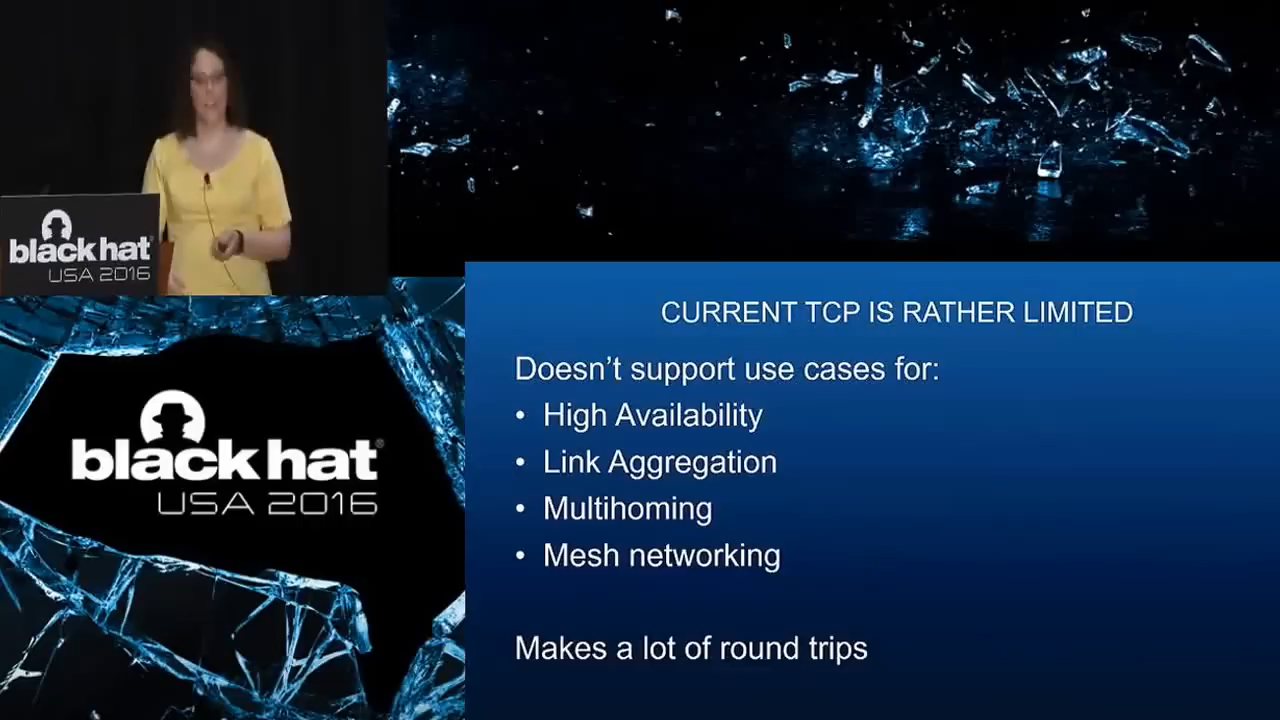 black hat
USA 2016
CURRENT TCP IS RATHER LIMITED
Doesn’t support use cases for:
• High Availability
• Link Aggregation
• Multihoming
• Mesh networking
Makes a lot of round trips
black hat®
USA 2016